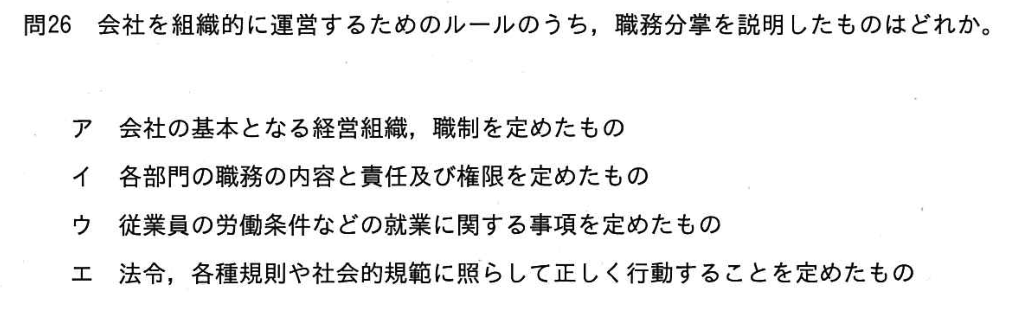 問26　会社を組織的に運営するためのルールのうち，職務分掌を説明したものはどれか。
ア　会社の基本となる経営組織，職制を定めたもの
イ　各部門の職務の内容と責任及び権限を定めたもの
ウ　従業員の労働条件などの就業に関する事項を定めたもの
エ　法令，各種規則や社会的規範に照らして正しく行動することを定めたもの